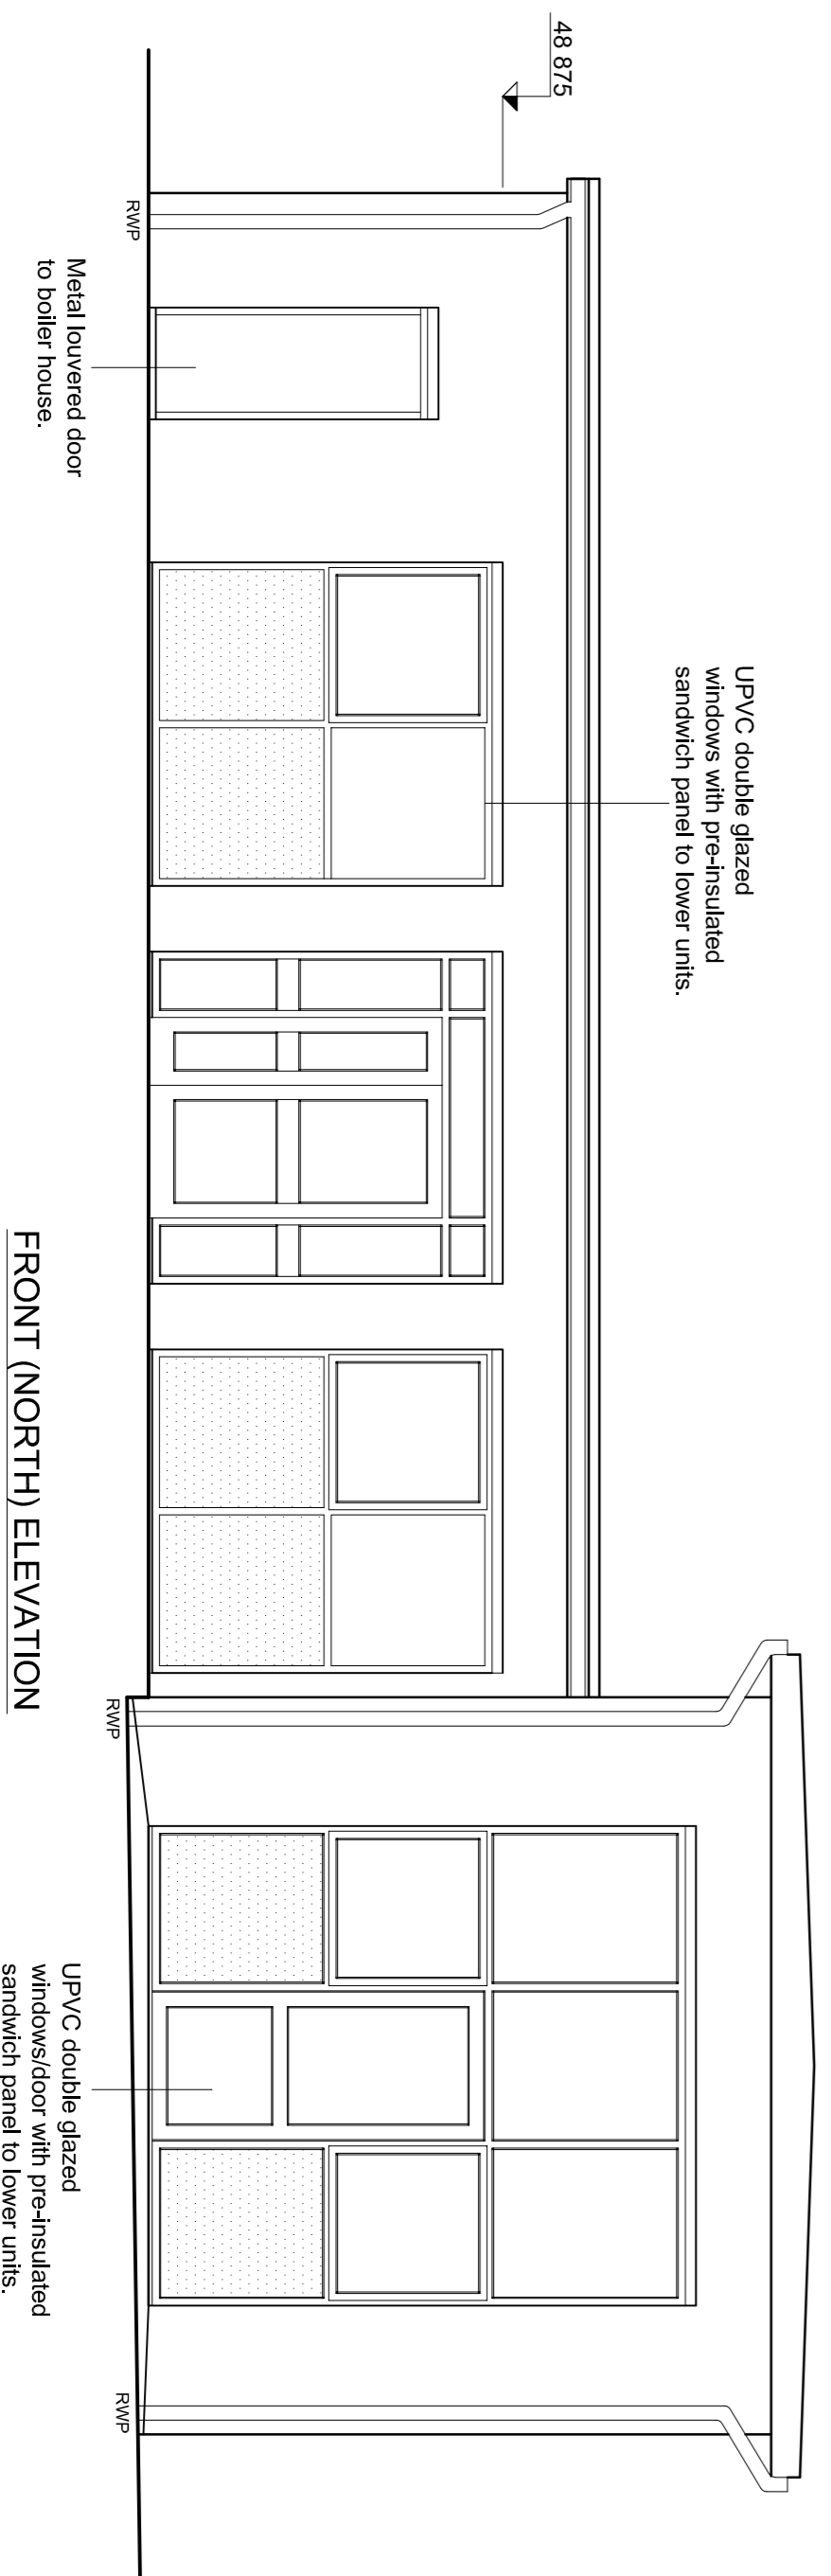 48 875
UPVC double glazed
windows with pre-insulated
sandwich panel to lower units.
RWP
Metal louvered door
to boiler house.
RWP
UPVC double glazed
windows/door with pre-insulated
sandwich panel to lower units.
RWP
FRONT (NORTH) ELEVATION